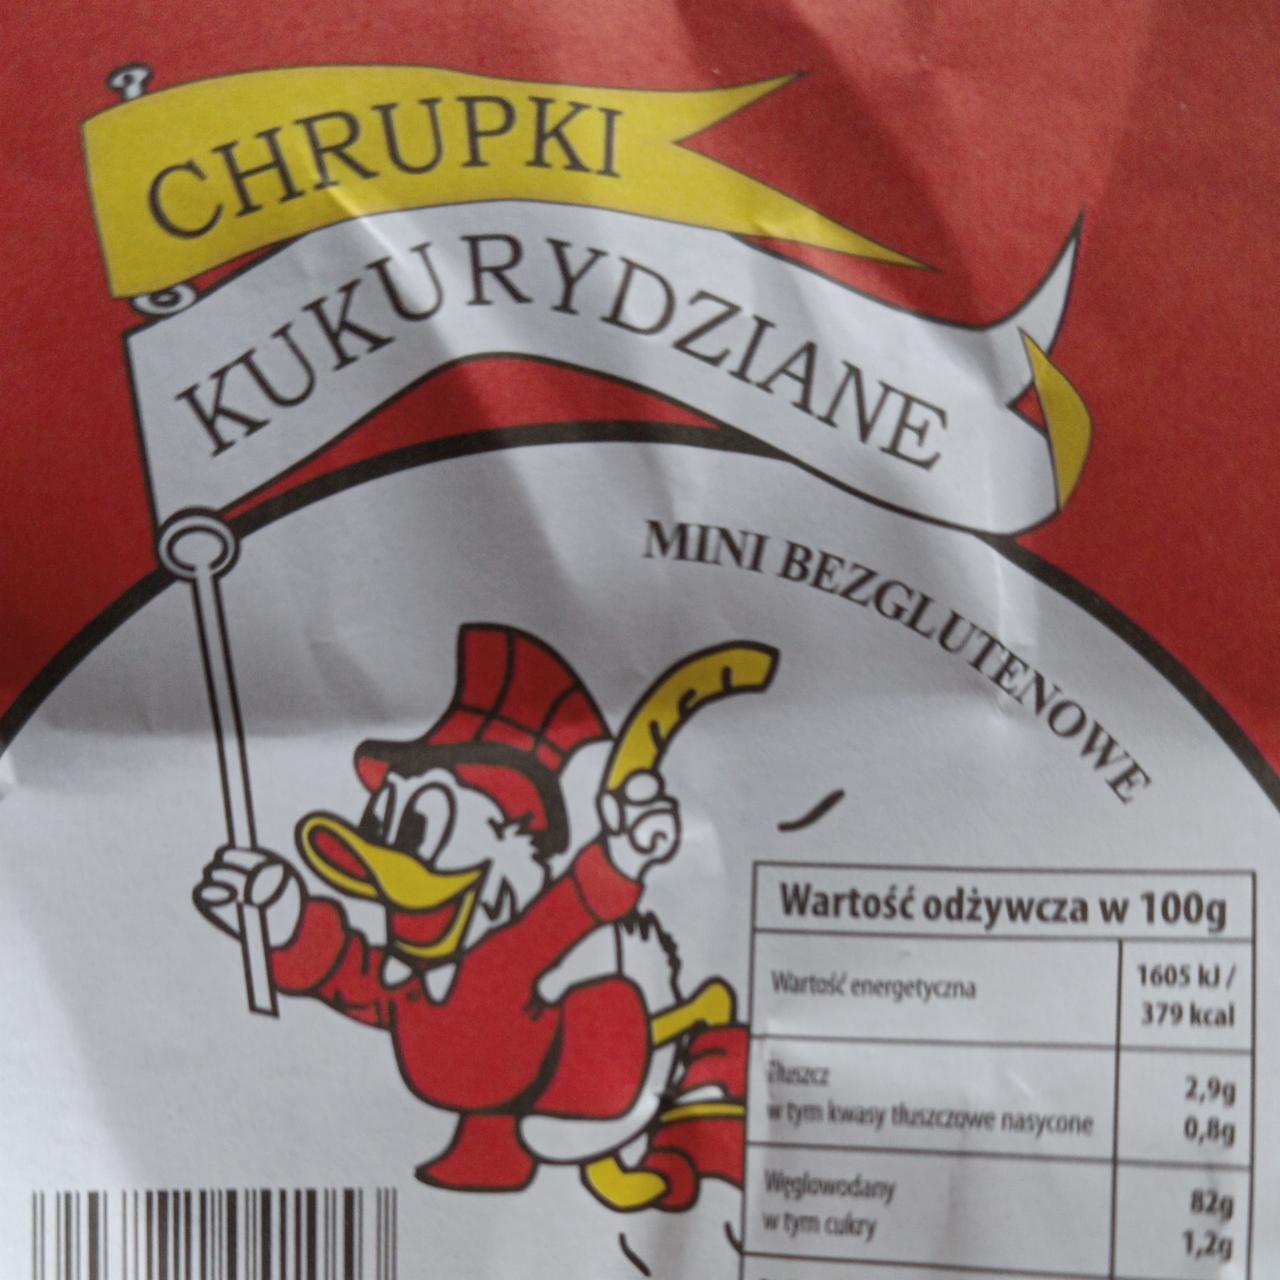 CHRUPKI
KUKURYDZIANE
MINI BEZGLUTENOWE
Wartość odżywcza w 100g
Wartość energetyczna 1605 kJ /
379 kcal
Tłuszcz 2,9g
w tym kwasy tłuszczowe nasycone 0,8g
Węglowodany 82g
w tym cukry 1,2g